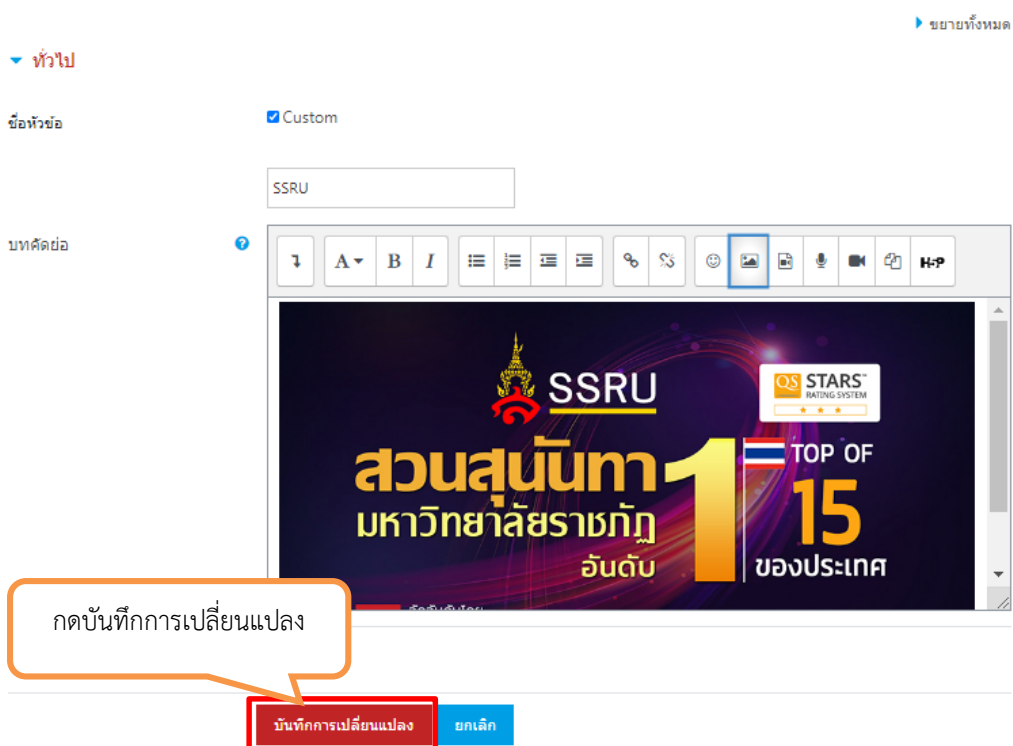 ขยายทั้งหมด
ทั่วไป
ชื่อหัวข้อ
Custom
SSRU
บทคัดย่อ
A B I H-P
SSRU
QS STARS™
RATING SYSTEM
สวนสุนันทา
มหาวิทยาลัยราชภัฏ
อันดับ
1
TOP OF
15
ของประเทศ
กดบันทึกการเปลี่ยนแปลง
บันทึกการเปลี่ยนแปลง
ยกเลิก